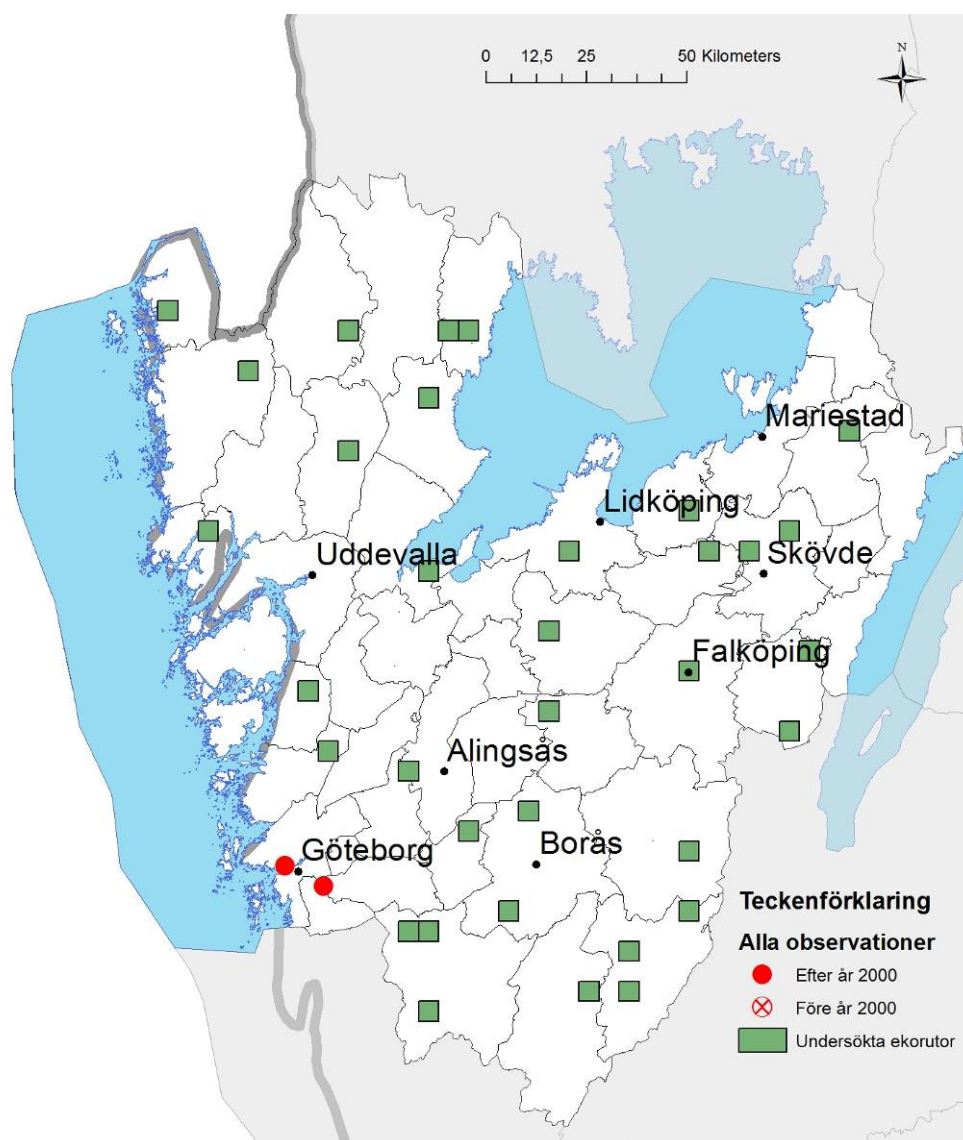 0 12,5 25 50 Kilometers
N
Mariestad
Lidköping
Uddevalla
Skövde
Falköping
Alingsås
Göteborg
Borås
Teckenförklaring
Alla observationer
Efter år 2000
Före år 2000
Undersökta ekorutor